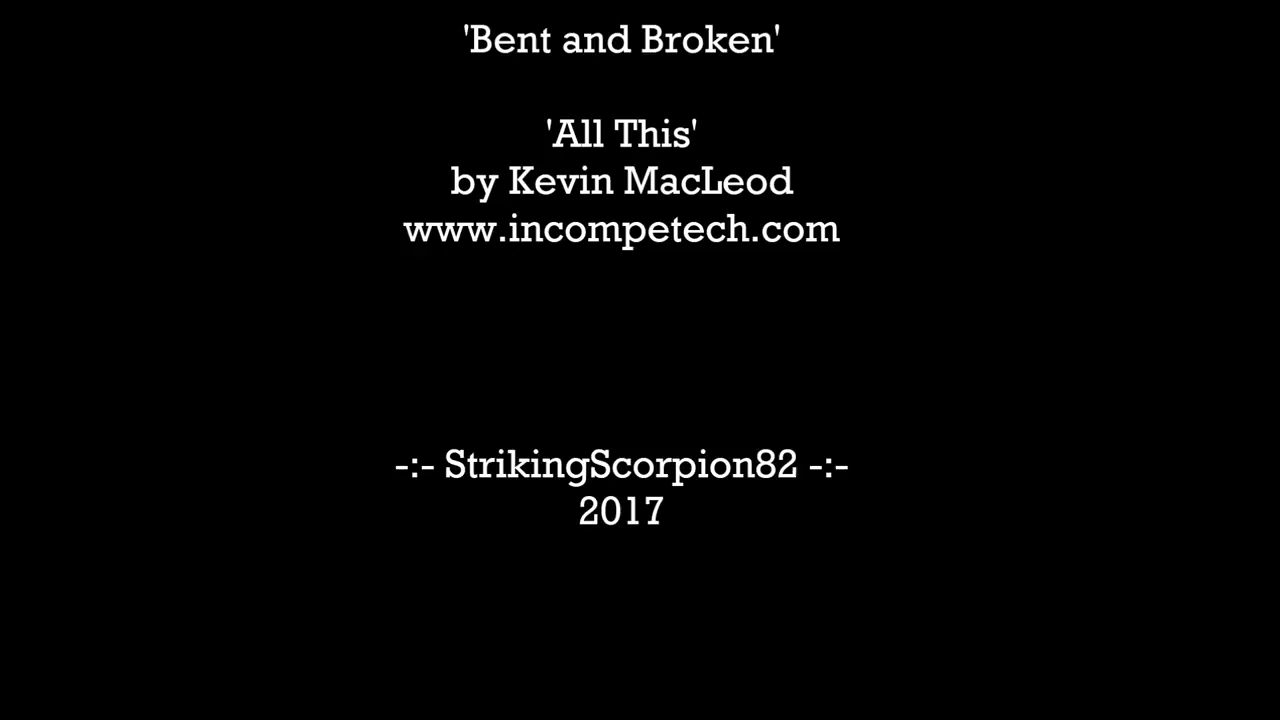 'Bent and Broken'
'All This'
by Kevin MacLeod
www.incompetech.com
-:- StrikingScorpion82 -:-
2017